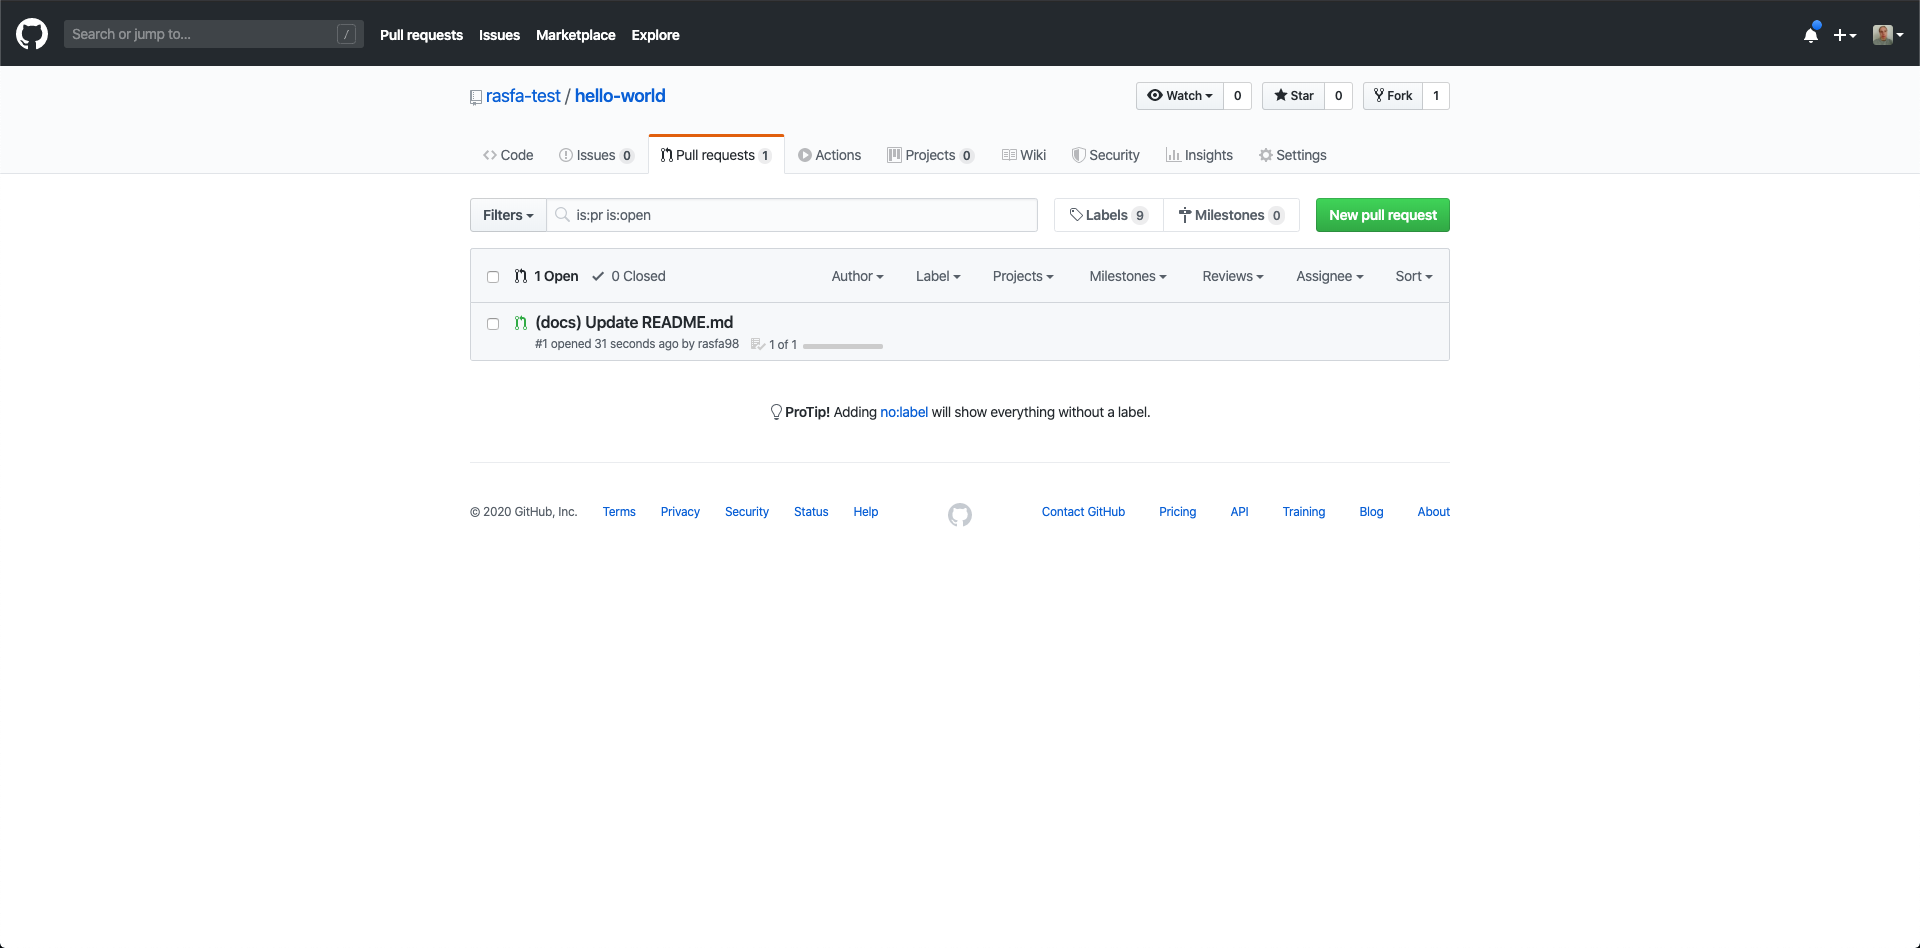 Search or jump to... / Pull requests Issues Marketplace Explore
rasfa-test / hello-world Watch 0 Star 0 Fork 1
Code Issues 0 Pull requests 1 Actions Projects 0 Wiki Security Insights Settings
Filters is:pr is:open Labels 9 Milestones 0 New pull request
1 Open 0 Closed Author Label Projects Milestones Reviews Assignee Sort
(docs) Update README.md
#1 opened 31 seconds ago by rasfa98 1 of 1
ProTip! Adding no:label will show everything without a label.
© 2020 GitHub, Inc. Terms Privacy Security Status Help Contact GitHub Pricing API Training Blog About